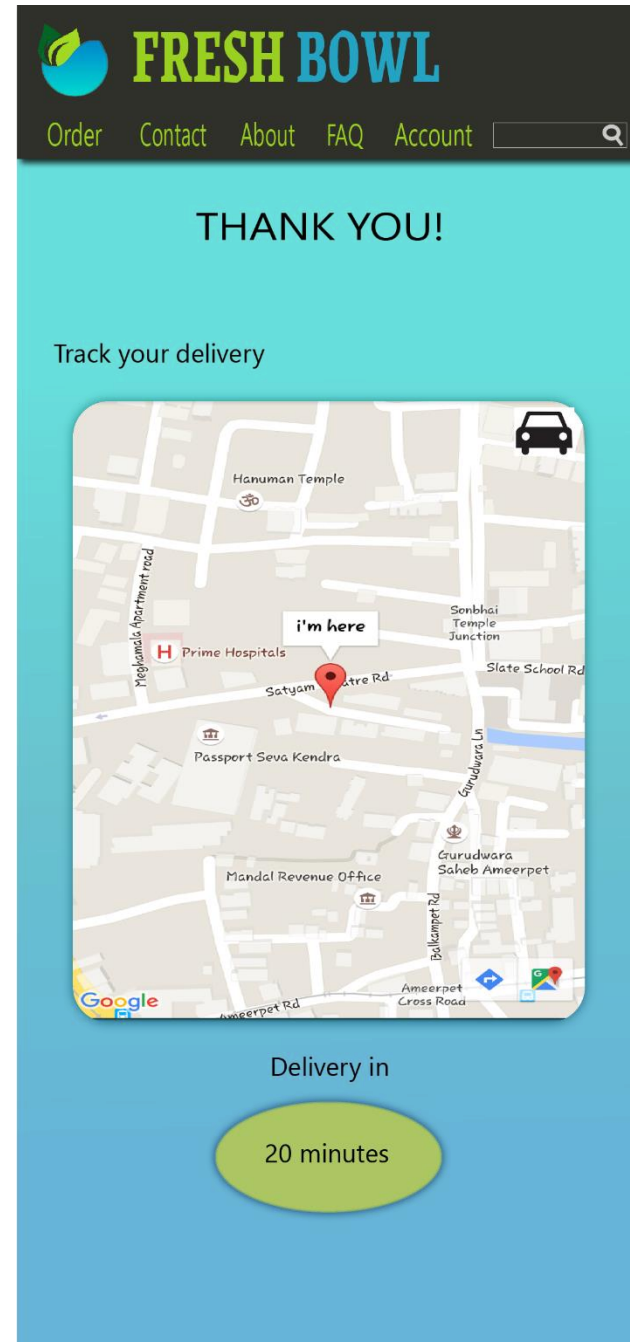 FRESH BOWL
Order Contact About FAQ Account
THANK YOU!
Track your delivery
Hanuman Temple
Meghamala Apartment road
i'm here
Sonbhai
Temple
Junction
H Prime Hospitals
Slate School Rd
Satyam
atre Rd
Passport Seva Kendra
Gurudwara Ln
Gurudwara
Saheb Ameerpet
Mandal Revenue Office
Balkampet Rd
Ameerpet
Cross Road
Google
Ameerpet Rd
Delivery in
20 minutes